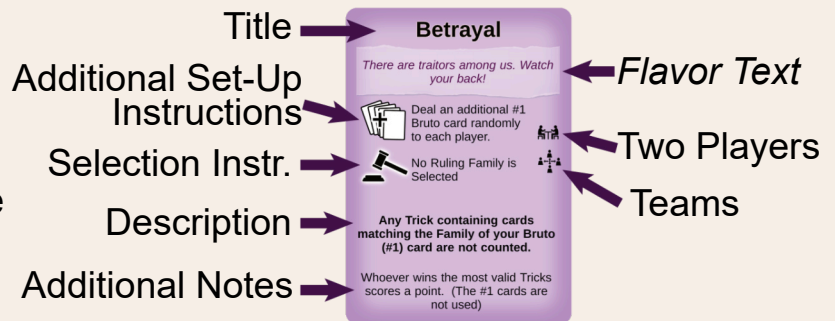 Title
Additional Set-Up
Instructions
Selection Instr.
e
Description
Additional Notes
Betrayal
There are traitors among us. Watch
your back!
Deal an additional #1
Bruto card randomly
to each player.
No Ruling Family is
Selected
Any Trick containing cards
matching the Family of your Bruto
(#1) card are not counted.
Whoever wins the most valid Tricks
scores a point. (The #1 cards are
not used)
Flavor Text
Two Players
Teams